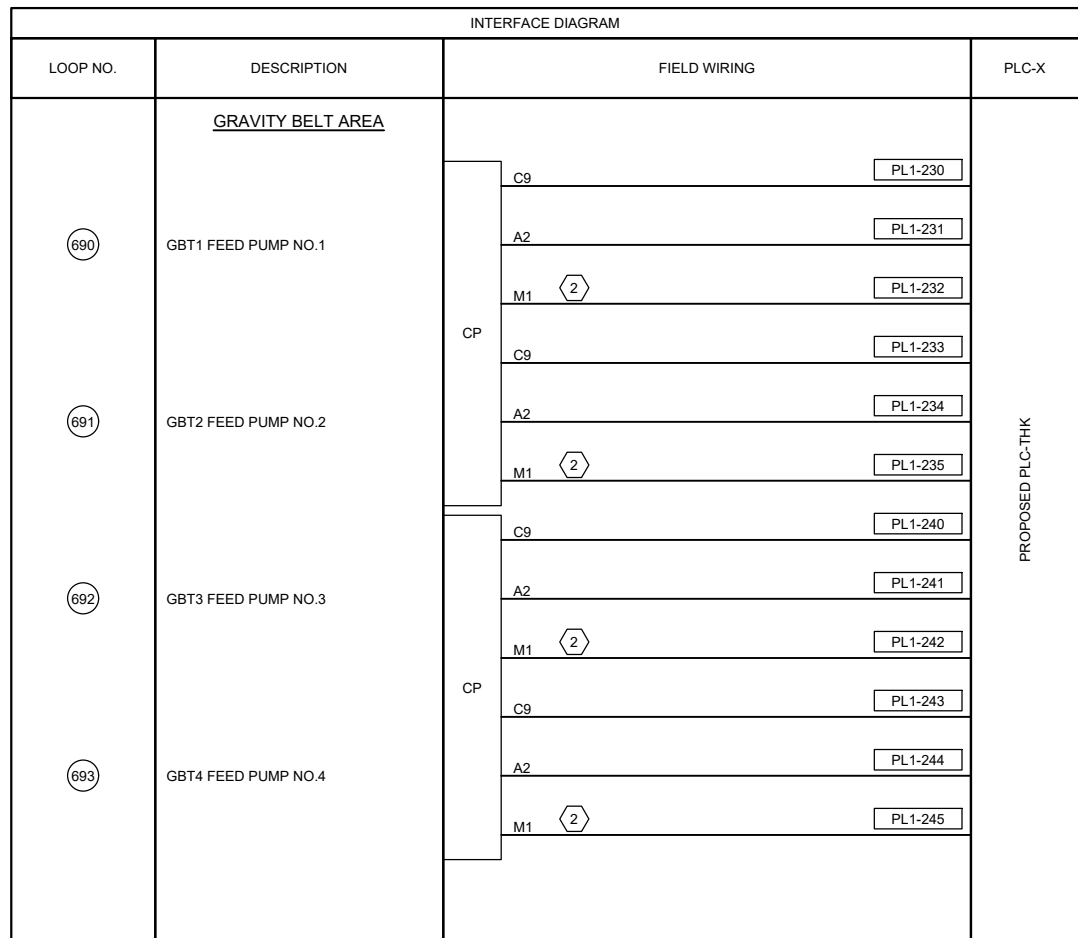 INTERFACE DIAGRAM
LOOP NO. DESCRIPTION FIELD WIRING PLC-X
GRAVITY BELT AREA
C9 PL1-230
690 GBT1 FEED PUMP NO.1 A2 PL1-231
M1 2 PL1-232
CP
C9 PL1-233
691 GBT2 FEED PUMP NO.2 A2 PL1-234
M1 2 PL1-235
PROPOSED PLC-THK
C9 PL1-240
692 GBT3 FEED PUMP NO.3 A2 PL1-241
M1 2 PL1-242
CP
C9 PL1-243
693 GBT4 FEED PUMP NO.4 A2 PL1-244
M1 2 PL1-245